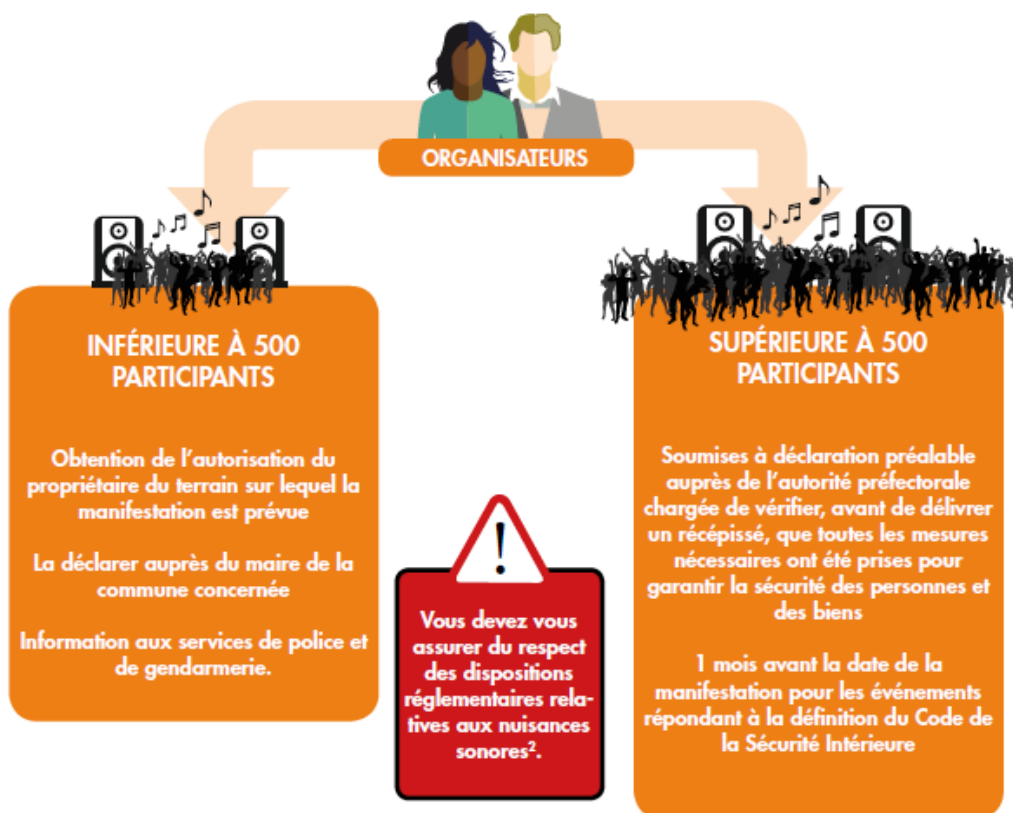 ORGANISATEURS
INFÉRIEURE À 500
PARTICIPANTS
Obtention de l'autorisation du
propriétaire du terrain sur lequel la
manifestation est prévue
La déclarer auprès du maire de la
commune concernée
Information aux services de police et
de gendarmerie.
!
Vous devez vous
assurer du respect
des dispositions
réglementaires rela-
tives aux nuisances
sonores².
SUPÉRIEURE À 500
PARTICIPANTS
Soumises à déclaration préalable
auprès de l'autorité préfectorale
chargée de vérifier, avant de délivrer
un récépissé, que toutes les mesures
nécessaires ont été prises pour
garantir la sécurité des personnes et
des biens
1 mois avant la date de la
manifestation pour les événements
répondant à la définition du Code de
la Sécurité Intérieure